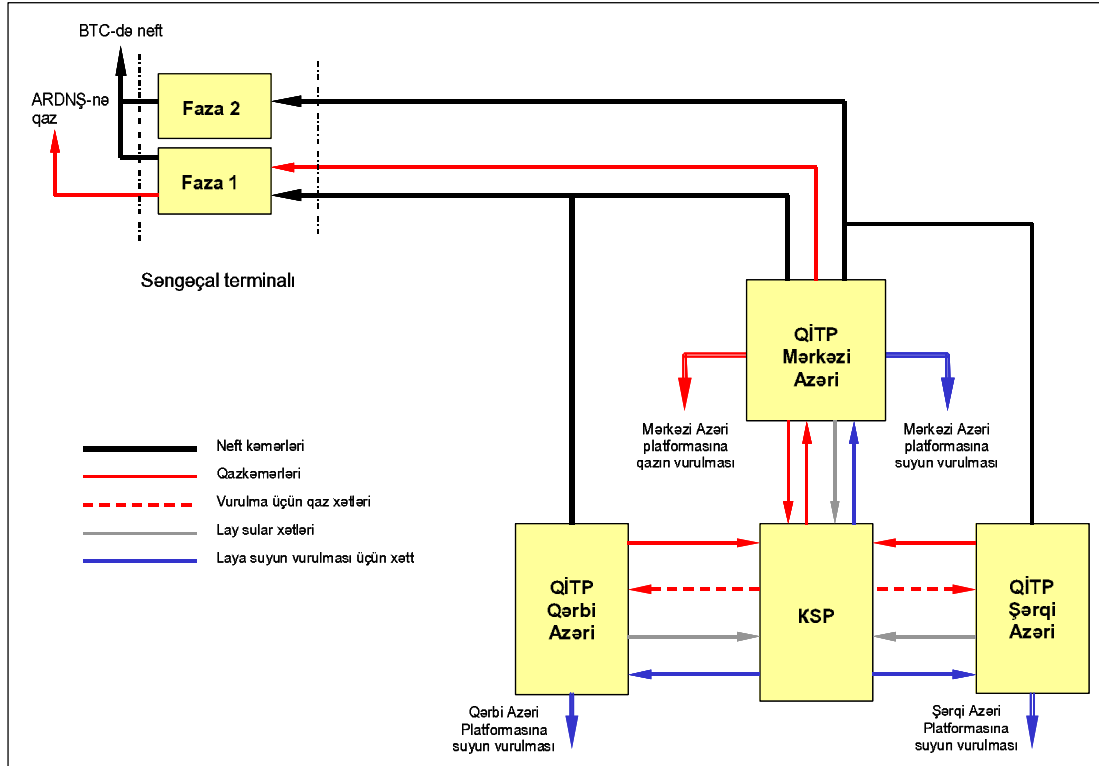 BTC-də neft
ARDNŞ-nə
qaz
Faza 2
Faza 1
Səngəçal terminalı
QİTP
Mərkəzi
Azəri
Mərkəzi Azəri
platformasına
qazın vurulması
Mərkəzi Azəri
platformasına
suyun vurulması
Neft kəmərləri
Qazkəmərləri
Vurulma üçün qaz xətləri
Lay sular xətləri
Laya suyun vurulması üçün xətt
QİTP
Qərbi
Azəri
KSP
QİTP
Şərqi
Azəri
Qərbi Azəri
Platformasına
suyun vurulması
Şərqi Azəri
Platformasına
suyun vurulması